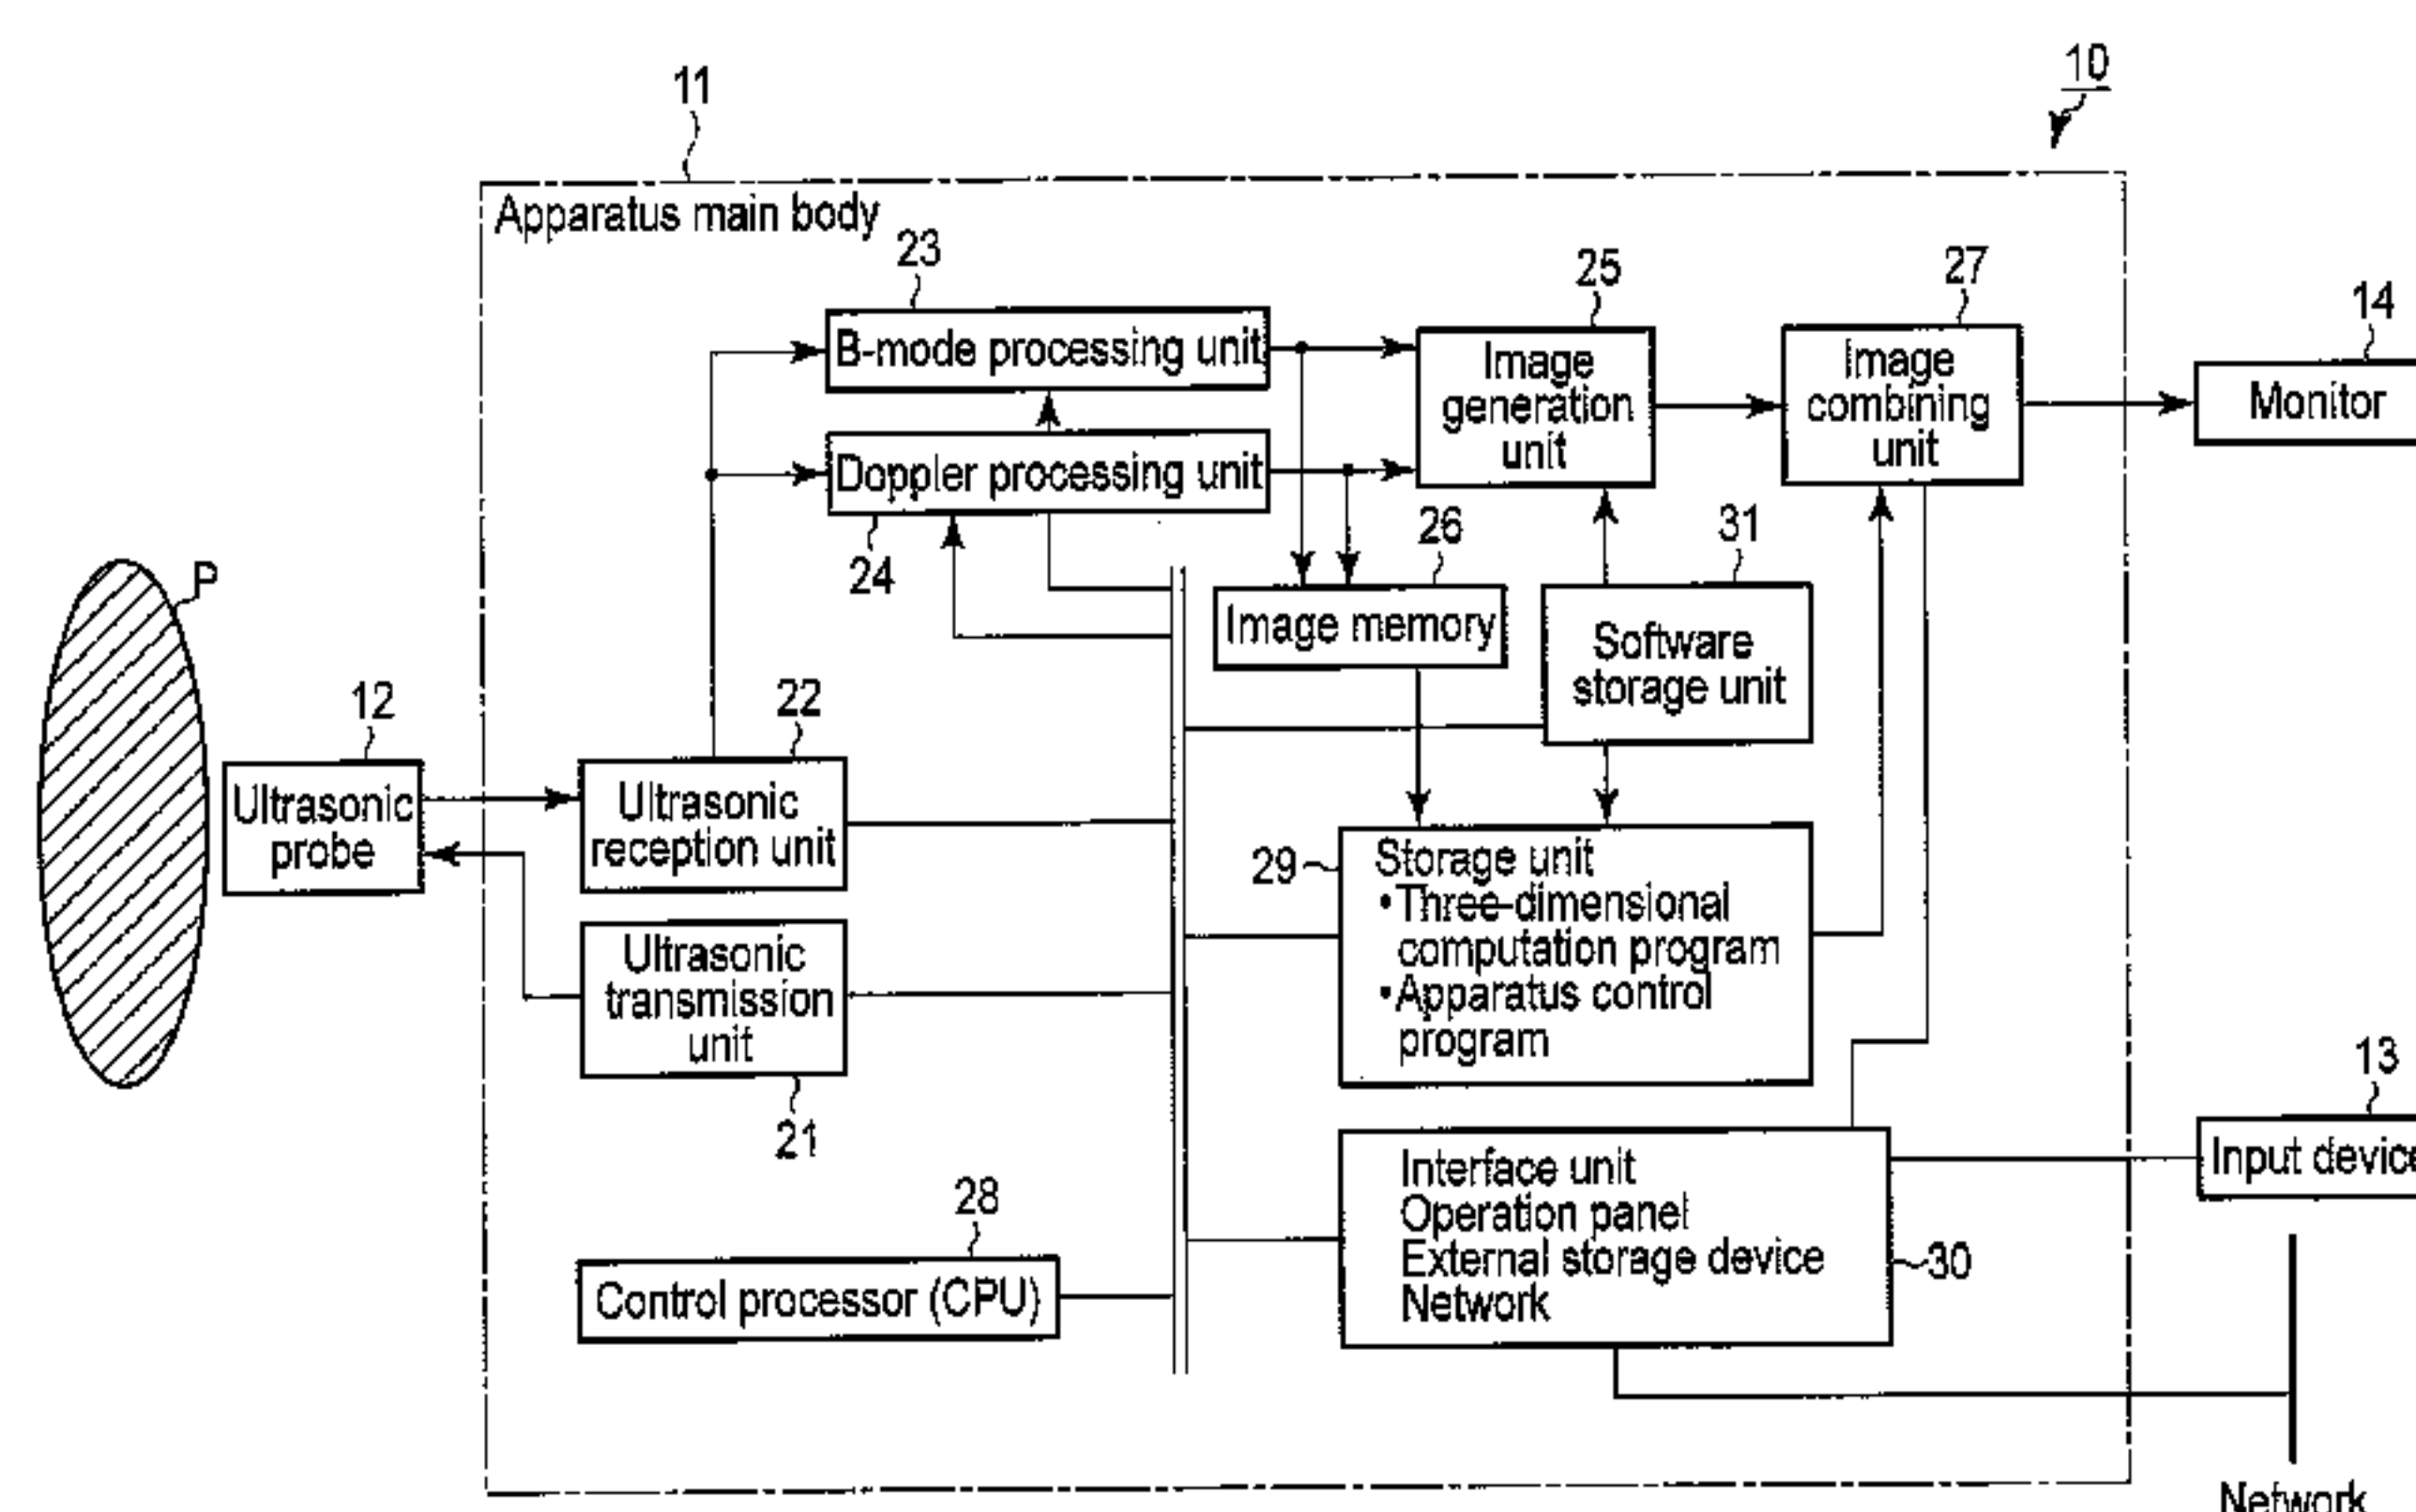 10
11
Apparatus main body
23
25
27
14
B-mode processing unit
Image
generation
unit
Image
combining
unit
Monitor
Doppler processing unit
24
26
31
P
Image memory
Software
storage unit
12
22
Ultrasonic
probe
Ultrasonic
reception unit
29
Storage unit
•Three-dimensional
computation program
•Apparatus control
program
Ultrasonic
transmission
unit
21
13
Interface unit
Operation panel
External storage device
Network
Input device
30
28
Control processor (CPU)
Network